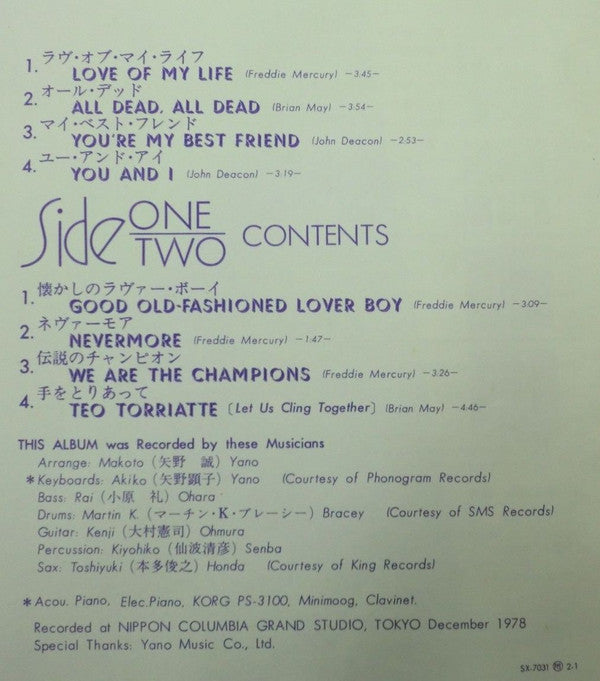 ラヴ・オブ・マイ・ライフ
1. LOVE OF MY LIFE (Freddie Mercury) –3:45–
オール・デッド
2. ALL DEAD, ALL DEAD (Brian May) –3:54–
マイ・ベスト・フレンド
3. YOU'RE MY BEST FRIEND (John Deacon) –2:53–
ユー・アンド・アイ
4. YOU AND I (John Deacon) –3:19–
Side ONE
TWO CONTENTS
懐かしのラヴァー・ボーイ
1. GOOD OLD-FASHIONED LOVER BOY (Freddie Mercury) –3:09–
ネヴァーモア
2. NEVERMORE (Freddie Mercury) –1:47–
伝説のチャンピオン
3. WE ARE THE CHAMPIONS (Freddie Mercury) –3:26–
手をとりあって
4. TEO TORRIATTE [Let Us Cling Together] (Brian May) –4:46–
THIS ALBUM was Recorded by these Musicians
Arrange: Makoto (矢野 誠) Yano
*Keyboards: Akiko (矢野顕子) Yano (Courtesy of Phonogram Records)
Bass: Rai (小原 礼) Ohara
Drums: Martin K. (マーチン・K・ブレーシー) Bracey (Courtesy of SMS Records)
Guitar: Kenji (大村憲司) Ohmura
Percussion: Kiyohiko (仙波清彦) Senba
Sax: Toshiyuki (本多俊之) Honda (Courtesy of King Records)
*Acou. Piano, Elec.Piano, KORG PS-3100, Minimoog, Clavinet.
Recorded at NIPPON COLUMBIA GRAND STUDIO, TOKYO December 1978
Special Thanks: Yano Music Co., Ltd.
SX-7031 2-1